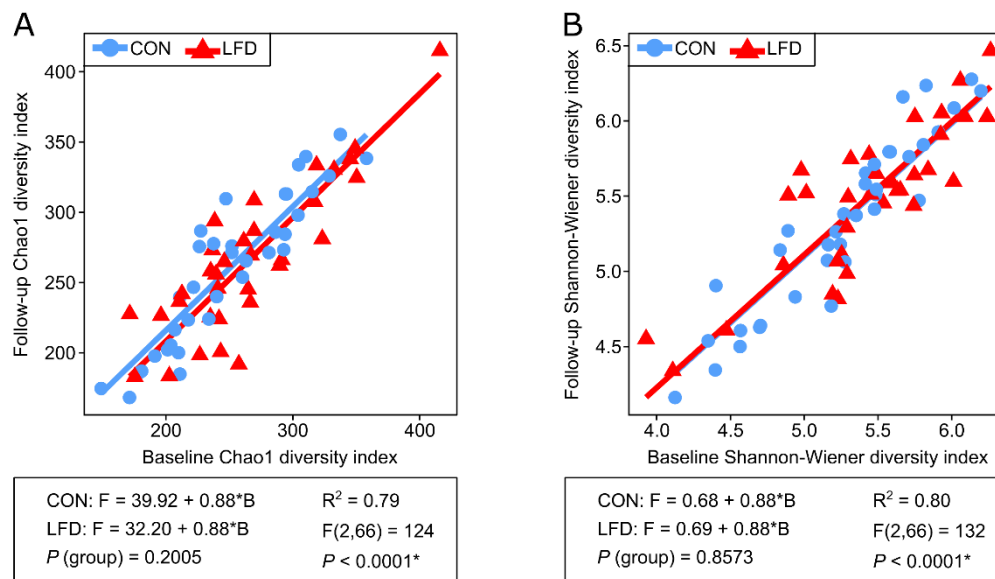 A
CON LFD
400
350
300
250
200
Follow-up Chao1 diversity index
200 300 400
Baseline Chao1 diversity index
CON: F = 39.92 + 0.88*B R² = 0.79
LFD: F = 32.20 + 0.88*B F(2,66) = 124
P (group) = 0.2005 P < 0.0001*
B
CON LFD
6.5
6.0
5.5
5.0
4.5
Follow-up Shannon-Wiener diversity index
4.0 4.5 5.0 5.5 6.0
Baseline Shannon-Wiener diversity index
CON: F = 0.68 + 0.88*B R² = 0.80
LFD: F = 0.69 + 0.88*B F(2,66) = 132
P (group) = 0.8573 P < 0.0001*